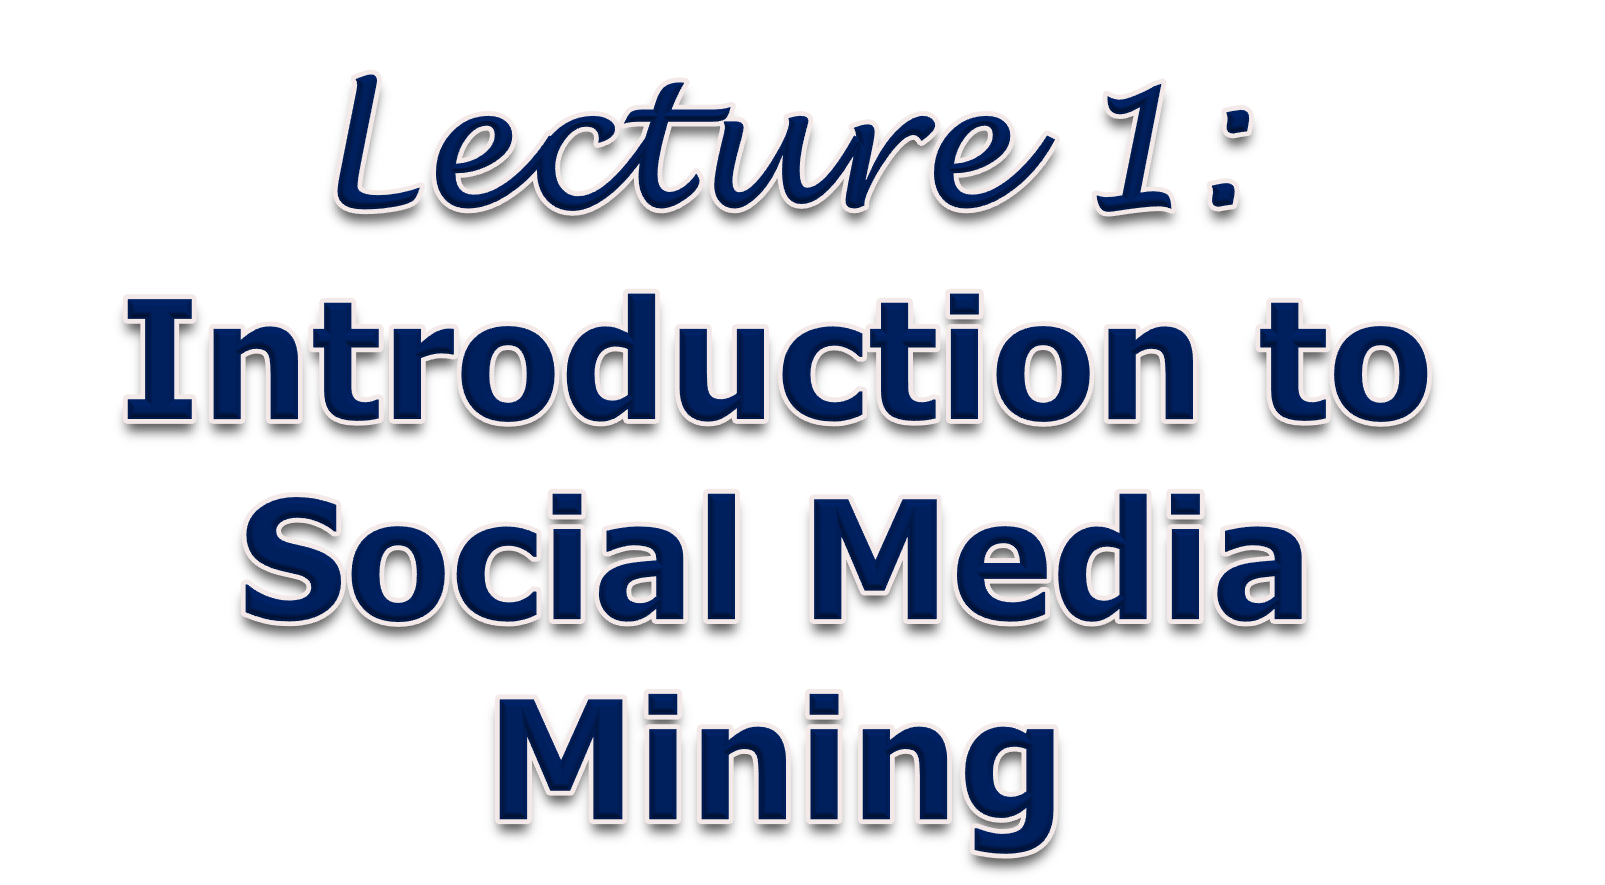 Lecture 1:
Introduction to
Social Media
Mining